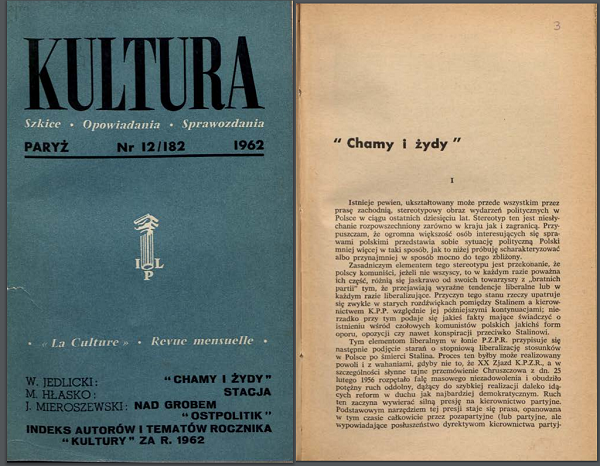 KULTURA
Szkice • Opowiadania • Sprawozdania
PARYŻ Nr 12/182 1962
I L
P
• « La Culture » • Revue mensuelle •
W. JEDLICKI: "CHAMY I ŻYDY"
M. HŁASKO: STACJA
J. MIEROSZEWSKI: NAD GROBEM
"OSTPOLITIK"
INDEKS AUTORÓW I TEMATÓW ROCZNIKA
"KULTURY" ZA R. 1962
3
" Chamy i żydy "
I
Istnieje pewien, ukształtowany może przede wszystkim przez
prasę zachodnią, stereotypowy obraz wydarzeń politycznych w
Polsce w ciągu ostatnich dziesięciu lat. Stereotyp ten jest niesły-
chanie rozpowszechniony zarówno w kraju jak i zagranicą. Przy-
puszczam, że ogromna większość osób interesujących się spra-
wami polskimi przedstawia sobie sytuację polityczną Polski
mniej więcej w taki sposób, jak to niżej próbuję scharakteryzować
albo przynajmniej w sposób mocno do tego zbliżony.
Zasadniczym elementem tego stereotypu jest przekonanie, że
polscy komuniści, jeżeli nie wszyscy, to w każdym razie poważna
ich część, różnią się jaskrawo od swoich towarzyszy z „bratnich
partii" tym, że przejawiają wyraźne tendencje liberalne lub w
każdym razie liberalizujące. Przyczyn tego stanu rzeczy upatruje
się zwykle w starych rozdźwiękach pomiędzy Stalinem a kierow-
nictwem K.P.P. względnie jej późniejszymi kontynuacjami; nie-
rzadko przy tym podaje się jakieś fakty mające świadczyć o
istnieniu wśród czołowych komunistów polskich jakichś form
oporu, opozycji czy nawet konspiracji przeciwko Stalinowi.
Tym elementom liberalnym w łonie P.Z.P.R. przypisuje się
następnie podjęcie starań o stopniową liberalizację stosunków
w Polsce po śmierci Stalina. Proces ten byłby może realizowany
powoli i z wahaniami, gdyby nie to, że XX Zjazd K.P.Z.R., a w
szczególności słynne tajne przemówienie Chruszczowa z dn. 25
lutego 1956 rozpętało falę masowego niezadowolenia i obudziło
potężny ruch oddolny, dążący do szybkiej realizacji daleko idą-
cych reform w duchu jak najbardziej demokratycznym. Ruch
ten zaczyna wywierać silną presję na kierownictwo partyjne.
Podstawowym narzędziem tej presji staje się prasa, opanowana
w tym czasie całkowicie przez pozapartyjne (lub partyjne, ale
wypowiadające posłuszeństwo dyrektywom kierownictwa partyj-